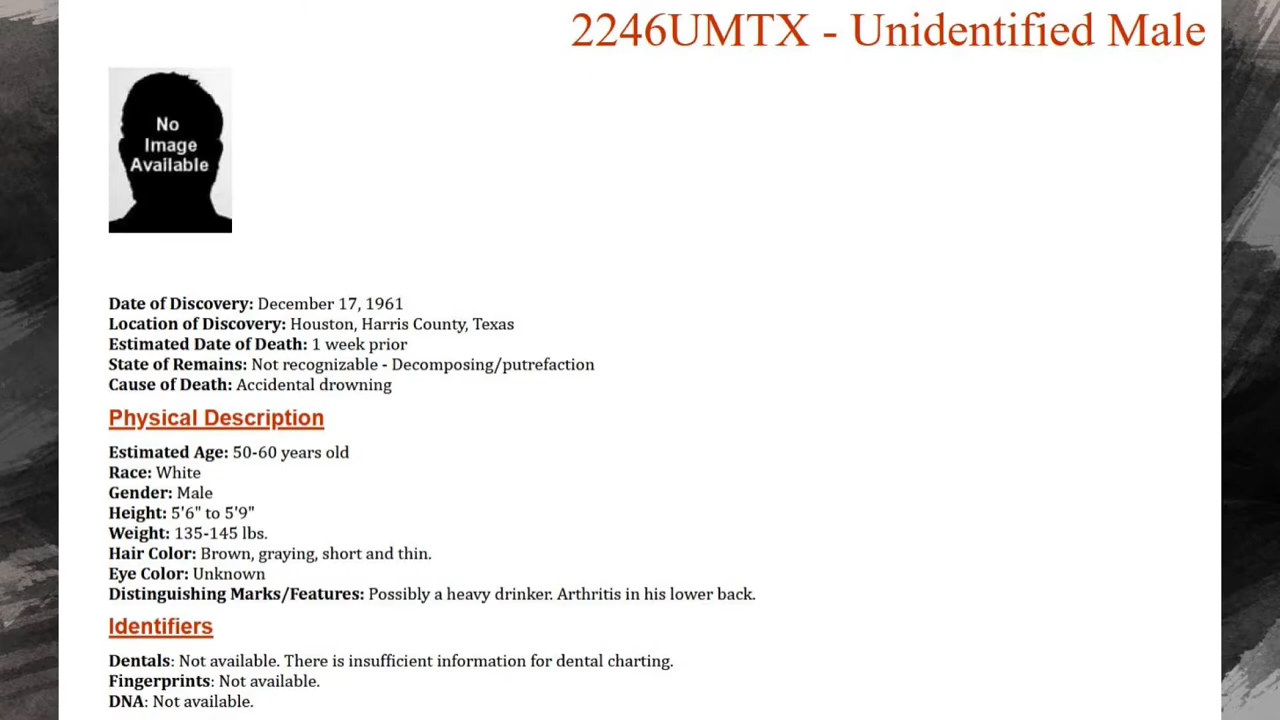 2246UMTX - Unidentified Male
No
Image
Available
Date of Discovery: December 17, 1961
Location of Discovery: Houston, Harris County, Texas
Estimated Date of Death: 1 week prior
State of Remains: Not recognizable - Decomposing/putrefaction
Cause of Death: Accidental drowning
Physical Description
Estimated Age: 50-60 years old
Race: White
Gender: Male
Height: 5'6" to 5'9"
Weight: 135-145 lbs.
Hair Color: Brown, graying, short and thin.
Eye Color: Unknown
Distinguishing Marks/Features: Possibly a heavy drinker. Arthritis in his lower back.
Identifiers
Dentals: Not available. There is insufficient information for dental charting.
Fingerprints: Not available.
DNA: Not available.